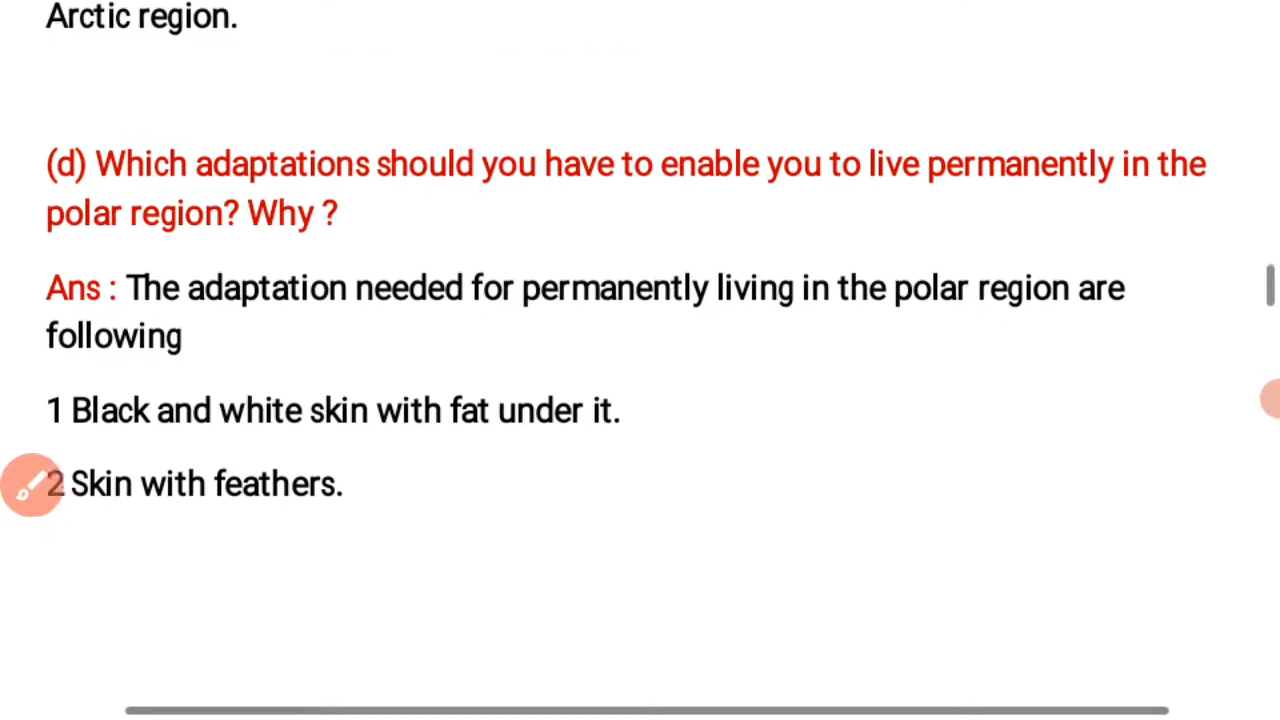 Arctic region.
(d) Which adaptations should you have to enable you to live permanently in the
polar region? Why ?
Ans : The adaptation needed for permanently living in the polar region are
following
1 Black and white skin with fat under it.
2 Skin with feathers.